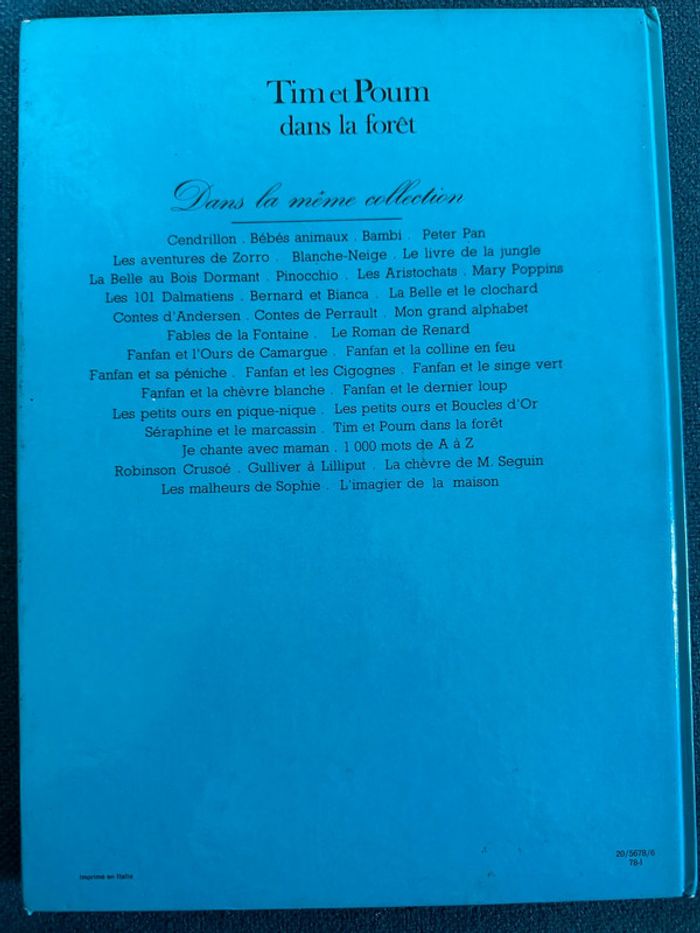 Tim et Poum
dans la forêt
Dans la même collection
Cendrillon . Bébés animaux . Bambi . Peter Pan
Les aventures de Zorro . Blanche-Neige . Le livre de la jungle
La Belle au Bois Dormant . Pinocchio . Les Aristochats . Mary Poppins
Les 101 Dalmatiens . Bernard et Bianca . La Belle et le clochard
Contes d'Andersen . Contes de Perrault . Mon grand alphabet
Fables de la Fontaine . Le Roman de Renard
Fanfan et l'Ours de Camargue . Fanfan et la colline en feu
Fanfan et sa péniche . Fanfan et les Cigognes . Fanfan et le singe vert
Fanfan et la chèvre blanche . Fanfan et le dernier loup
Les petits ours en pique-nique . Les petits ours et Boucles d'Or
Séraphine et le marcassin . Tim et Poum dans la forêt
Je chante avec maman . 1 000 mots de A à Z
Robinson Crusoé . Gulliver à Lilliput . La chèvre de M. Seguin
Les malheurs de Sophie . L'imagier de la maison
20/5678/6
78-I
Imprimé en Italie